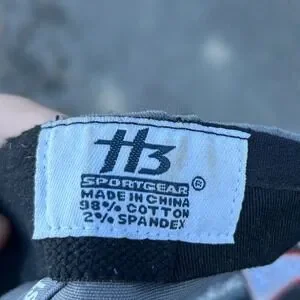 H3
SPORTGEAR®
MADE IN CHINA
98% COTTON
2% SPANDEX